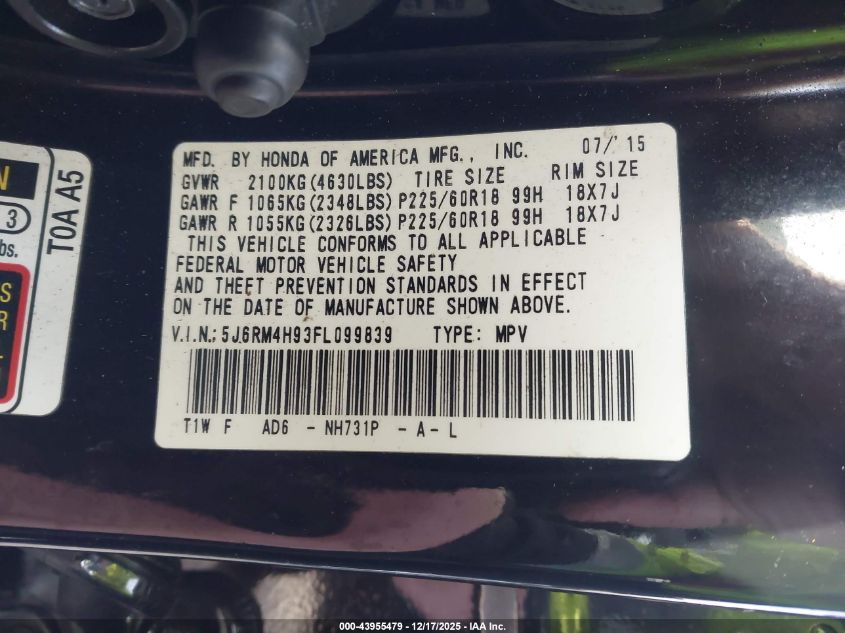 MFD. BY HONDA OF AMERICA MFG., INC. 07/'15
GVWR 2100KG(4630LBS) TIRE SIZE RIM SIZE
GAWR F 1065KG(2348LBS) P225/60R18 99H 18X7J
GAWR R 1055KG(2326LBS) P225/60R18 99H 18X7J
THIS VEHICLE CONFORMS TO ALL APPLICABLE
FEDERAL MOTOR VEHICLE SAFETY
AND THEFT PREVENTION STANDARDS IN EFFECT
ON THE DATE OF MANUFACTURE SHOWN ABOVE.
V.I.N.: 5J6RM4H93FL099839 TYPE: MPV
T1W F AD6 - NH731P - A - L
N
3
bs.
S
R
T0A A5
000-43955479 - 12/17/2025 - IAA Inc.